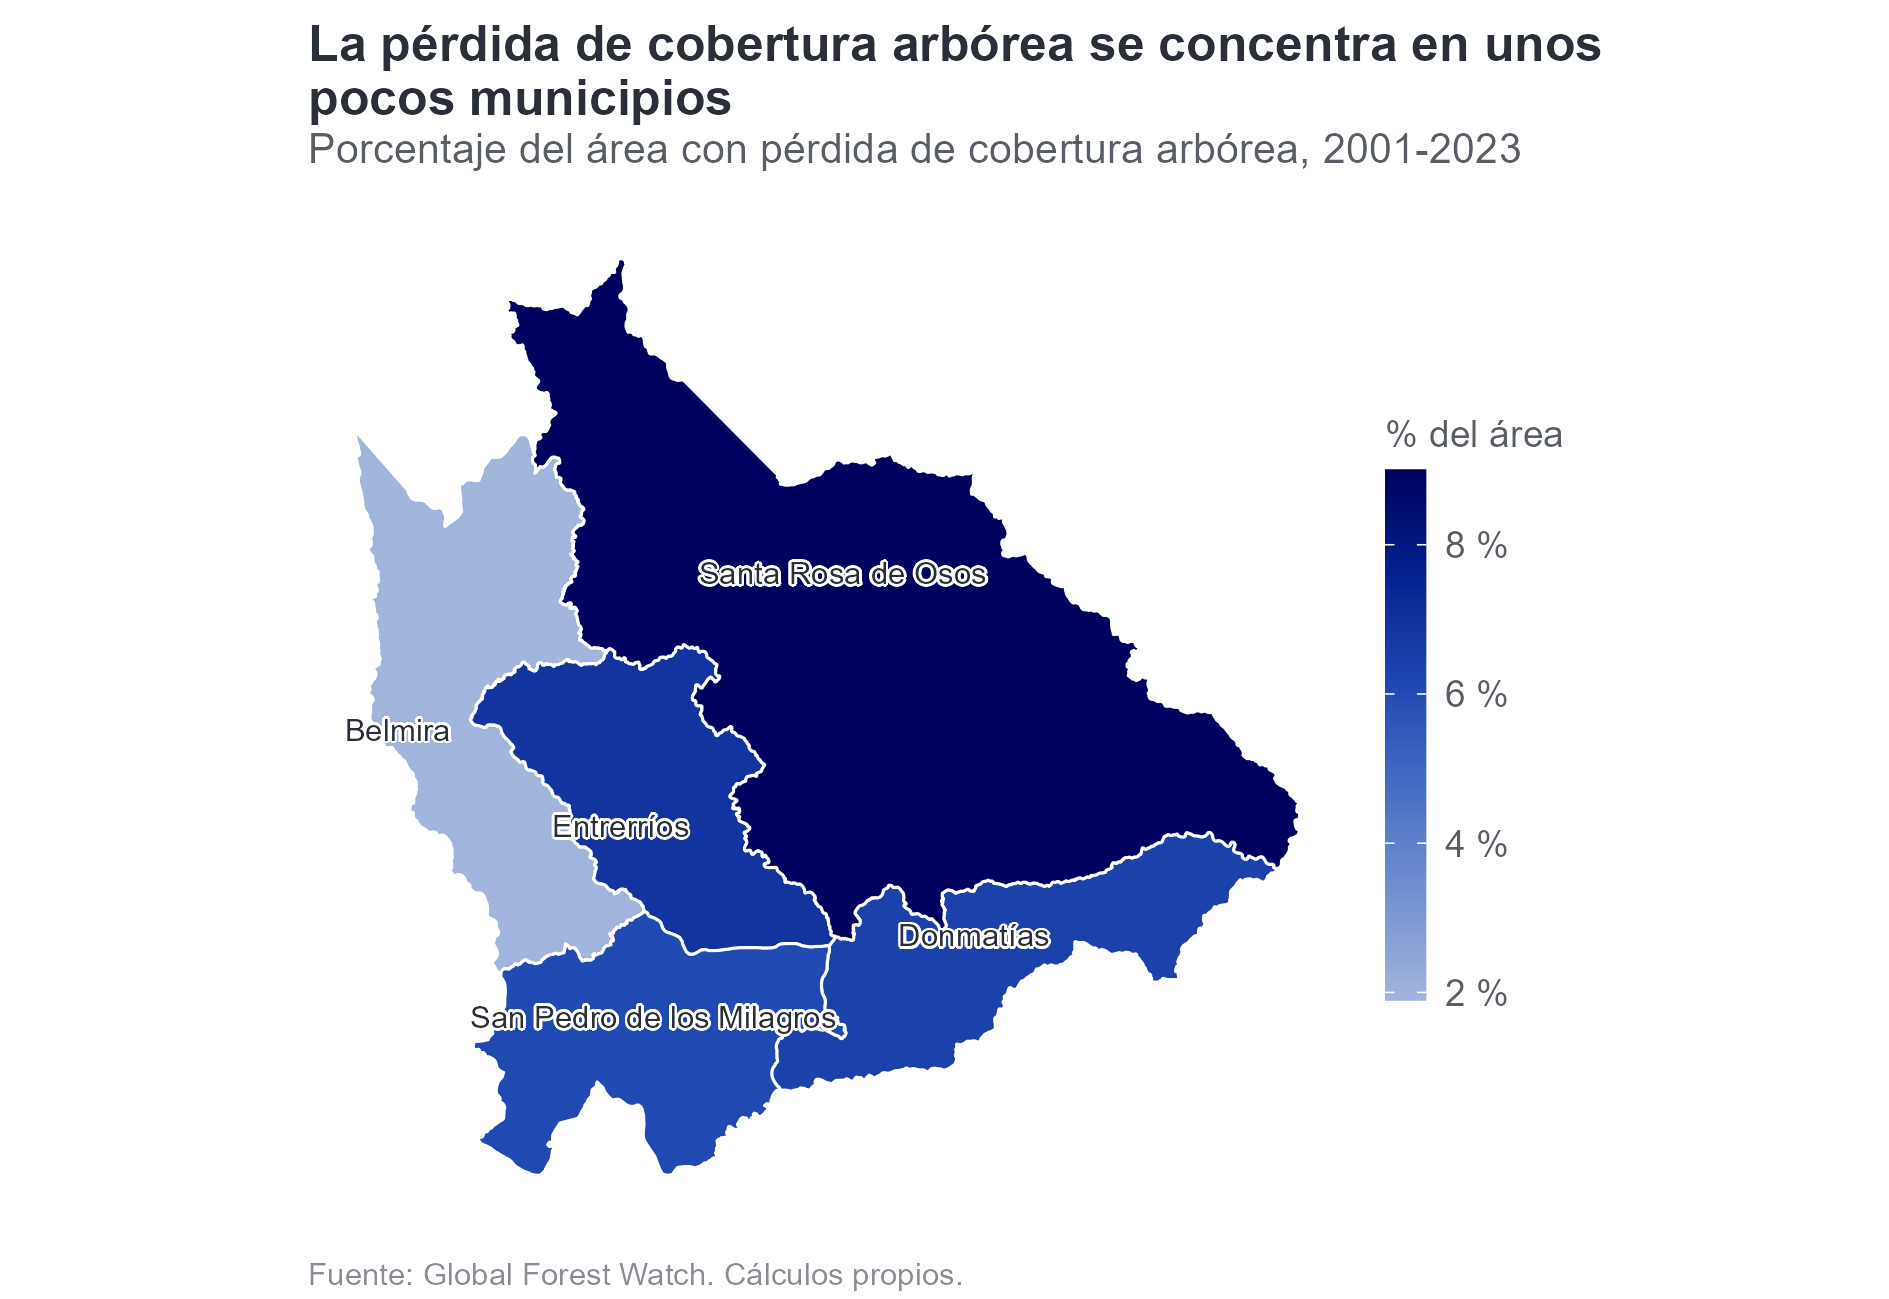 La pérdida de cobertura arbórea se concentra en unos
pocos municipios
Porcentaje del área con pérdida de cobertura arbórea, 2001-2023
% del área
8 %
6 %
4 %
2 %
Santa Rosa de Osos
Belmira
Entrerríos
Donmatías
San Pedro de los Milagros
Fuente: Global Forest Watch. Cálculos propios.